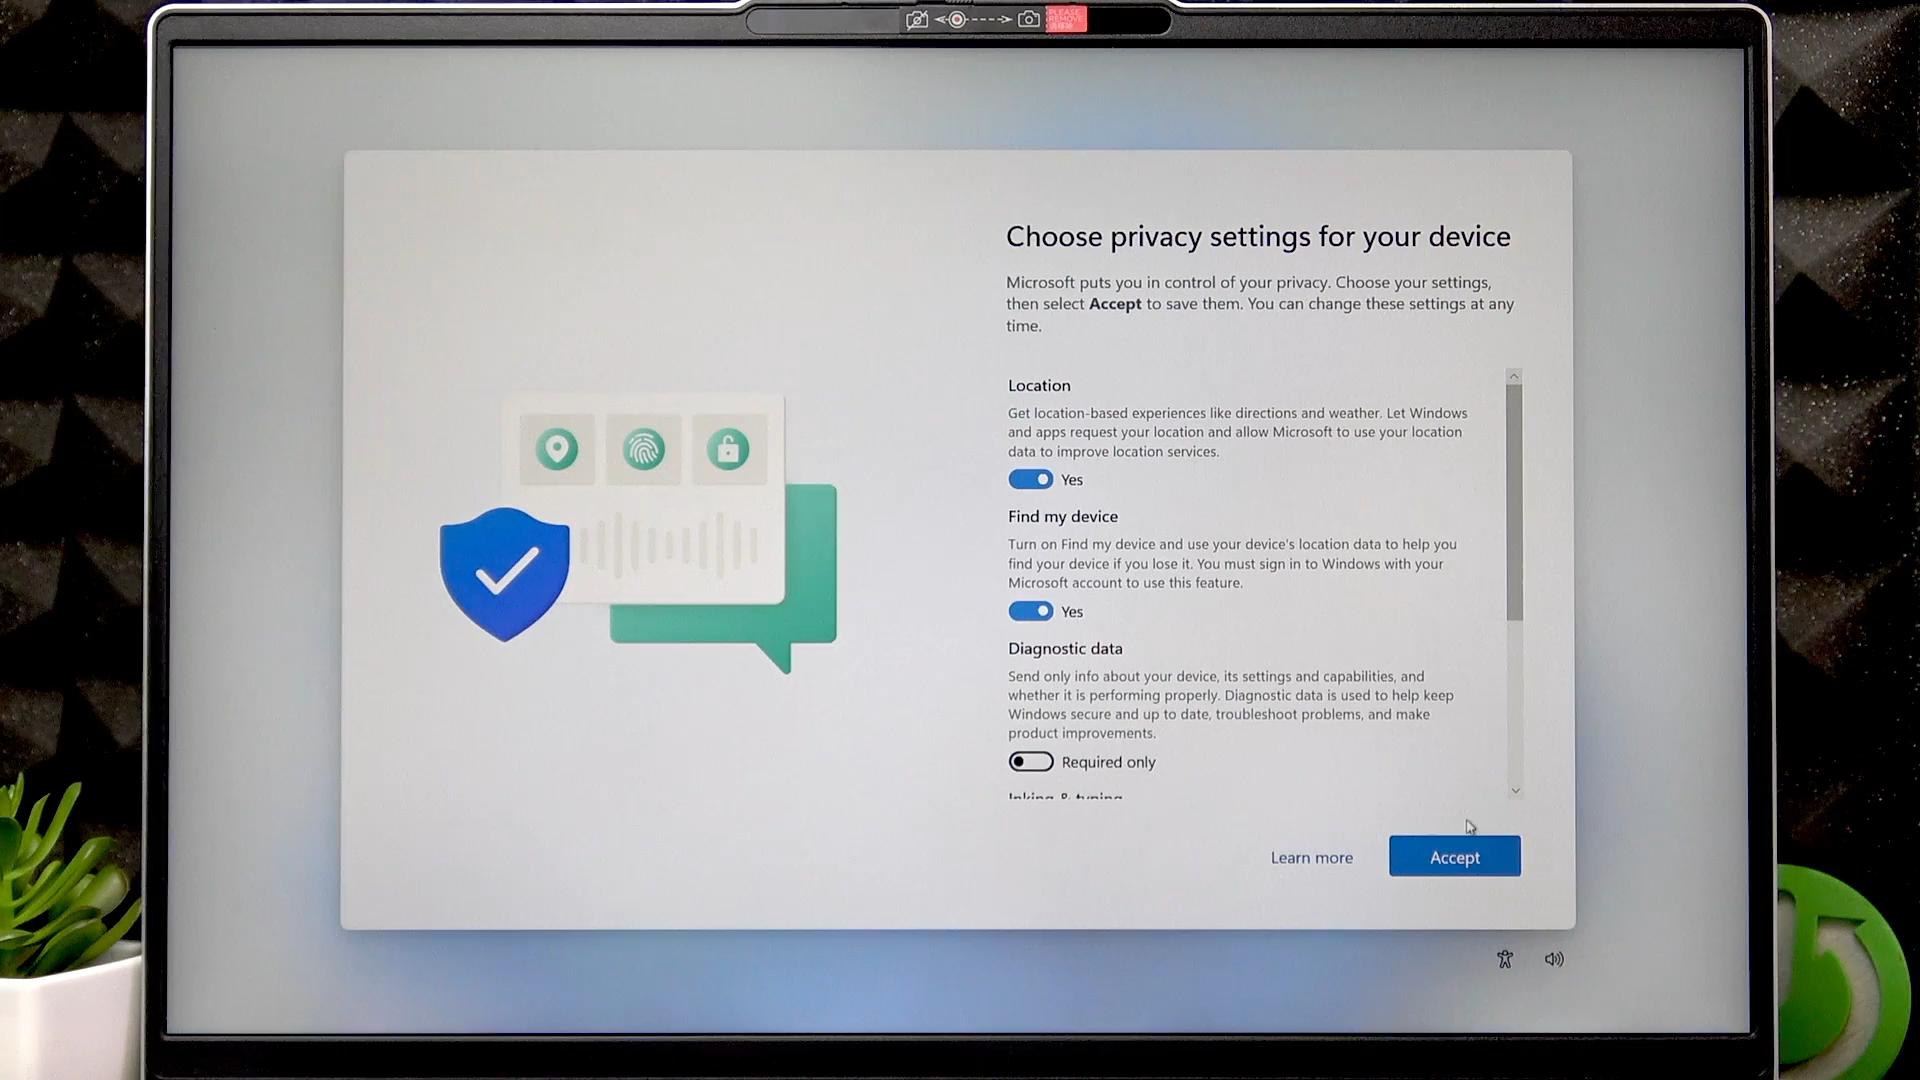 PLEASE
REMOVE
Choose privacy settings for your device
Microsoft puts you in control of your privacy. Choose your settings,
then select Accept to save them. You can change these settings at any
time.
Location
Get location-based experiences like directions and weather. Let Windows
and apps request your location and allow Microsoft to use your location
data to improve location services.
Yes
Find my device
Turn on Find my device and use your device's location data to help you
find your device if you lose it. You must sign in to Windows with your
Microsoft account to use this feature.
Yes
Diagnostic data
Send only info about your device, its settings and capabilities, and
whether it is performing properly. Diagnostic data is used to help keep
Windows secure and up to date, troubleshoot problems, and make
product improvements.
Required only
Inking & typing
Learn more
Accept